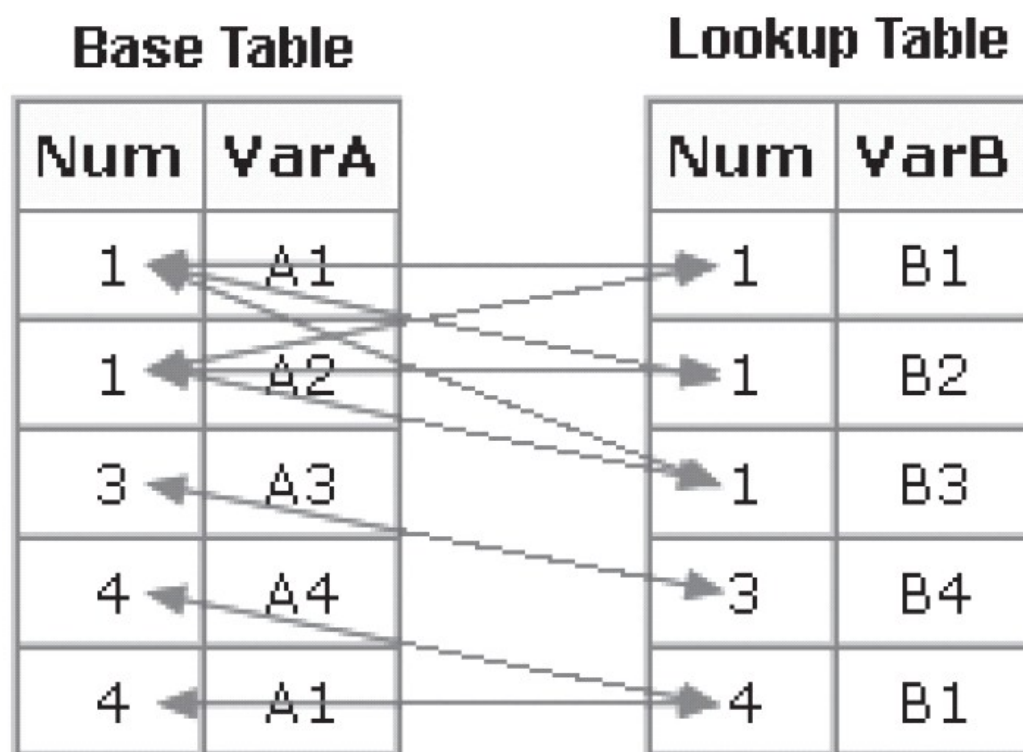 Base Table
Lookup Table
Num VarA
Num VarB
1 A1
1 B1
1 A2
1 B2
3 A3
1 B3
4 A4
3 B4
4 A1
4 B1